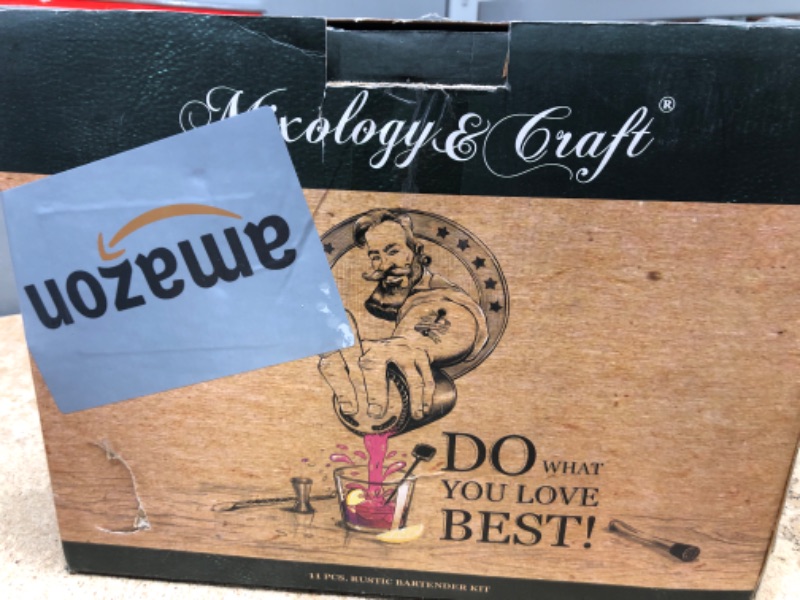 Mixology & Craft®
amazon
DO WHAT
YOU LOVE
BEST!
11 PCS. RUSTIC BARTENDER KIT